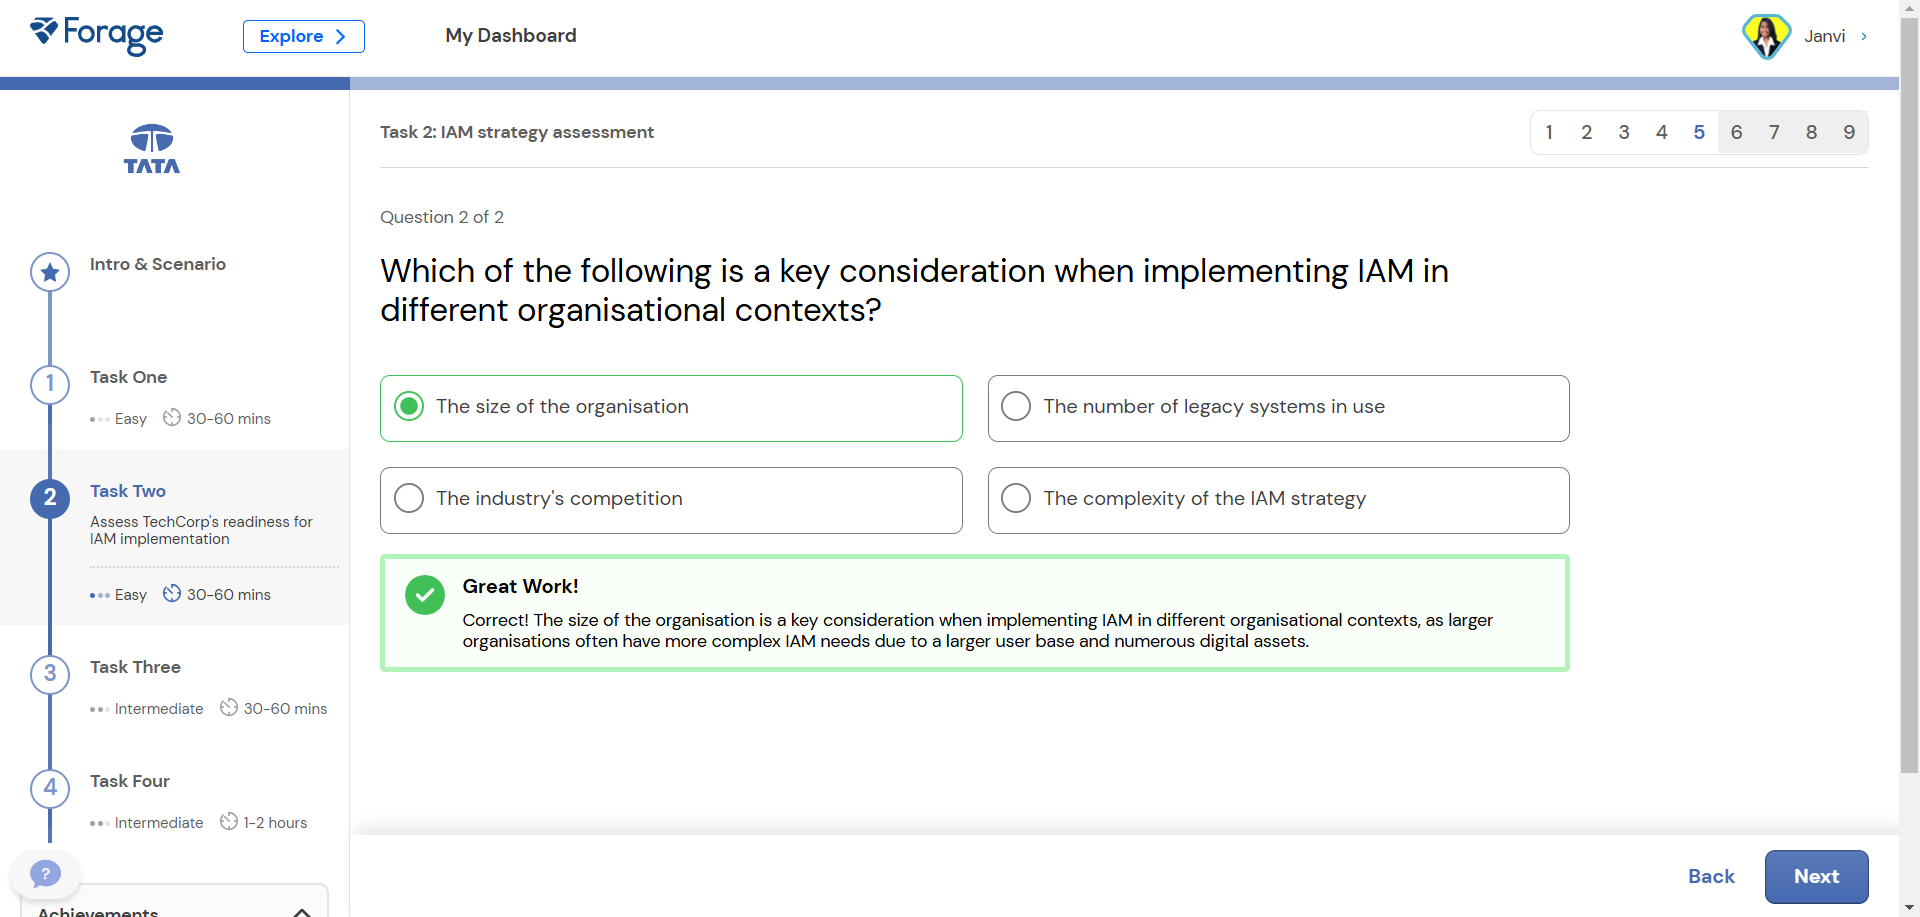 Forage
Explore
My Dashboard
Janvi
TATA
Intro & Scenario
1
Task One
Easy 30-60 mins
2
Task Two
Assess TechCorp's readiness for
IAM implementation
Easy 30-60 mins
3
Task Three
Intermediate 30-60 mins
4
Task Four
Intermediate 1-2 hours
?
Achievements
Task 2: IAM strategy assessment
1 2 3 4 5 6 7 8 9
Question 2 of 2
Which of the following is a key consideration when implementing IAM in
different organisational contexts?
The size of the organisation
The number of legacy systems in use
The industry's competition
The complexity of the IAM strategy
Great Work!
Correct! The size of the organisation is a key consideration when implementing IAM in different organisational contexts, as larger
organisations often have more complex IAM needs due to a larger user base and numerous digital assets.
Back
Next